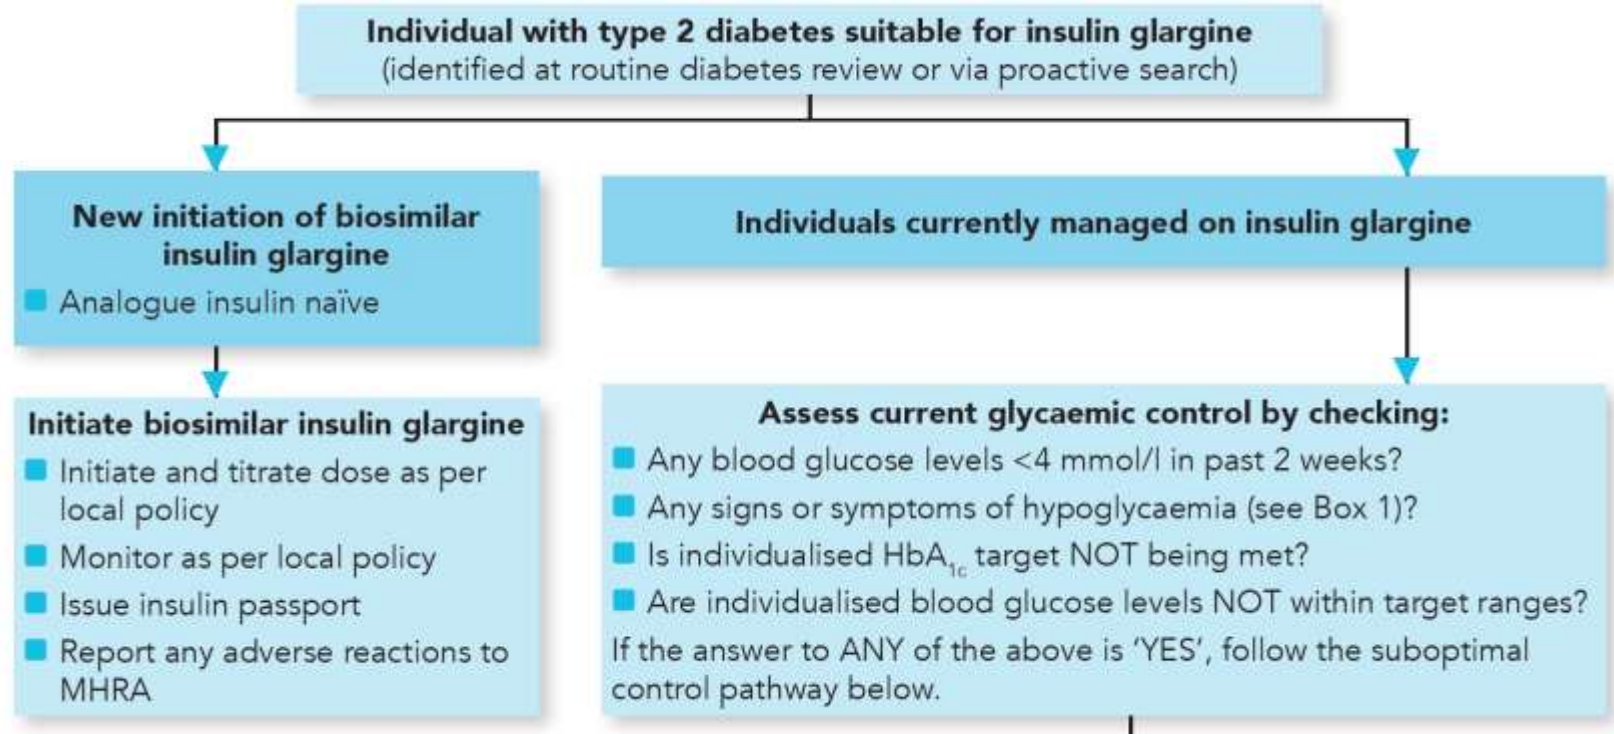 Individual with type 2 diabetes suitable for insulin glargine
(identified at routine diabetes review or via proactive search)
New initiation of biosimilar
insulin glargine
Analogue insulin naïve
Initiate biosimilar insulin glargine
Initiate and titrate dose as per
local policy
Monitor as per local policy
Issue insulin passport
Report any adverse reactions to
MHRA
Individuals currently managed on insulin glargine
Assess current glycaemic control by checking:
Any blood glucose levels <4 mmol/l in past 2 weeks?
Any signs or symptoms of hypoglycaemia (see Box 1)?
Is individualised HbA1c target NOT being met?
Are individualised blood glucose levels NOT within target ranges?
If the answer to ANY of the above is ‘YES’, follow the suboptimal
control pathway below.